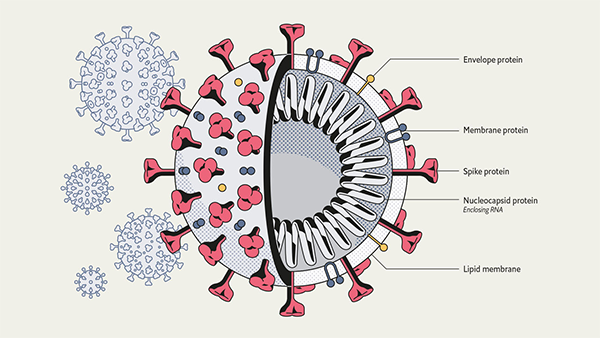 Envelope protein
Membrane protein
Spike protein
Nucleocapsid protein
Enclosing RNA
Lipid membrane